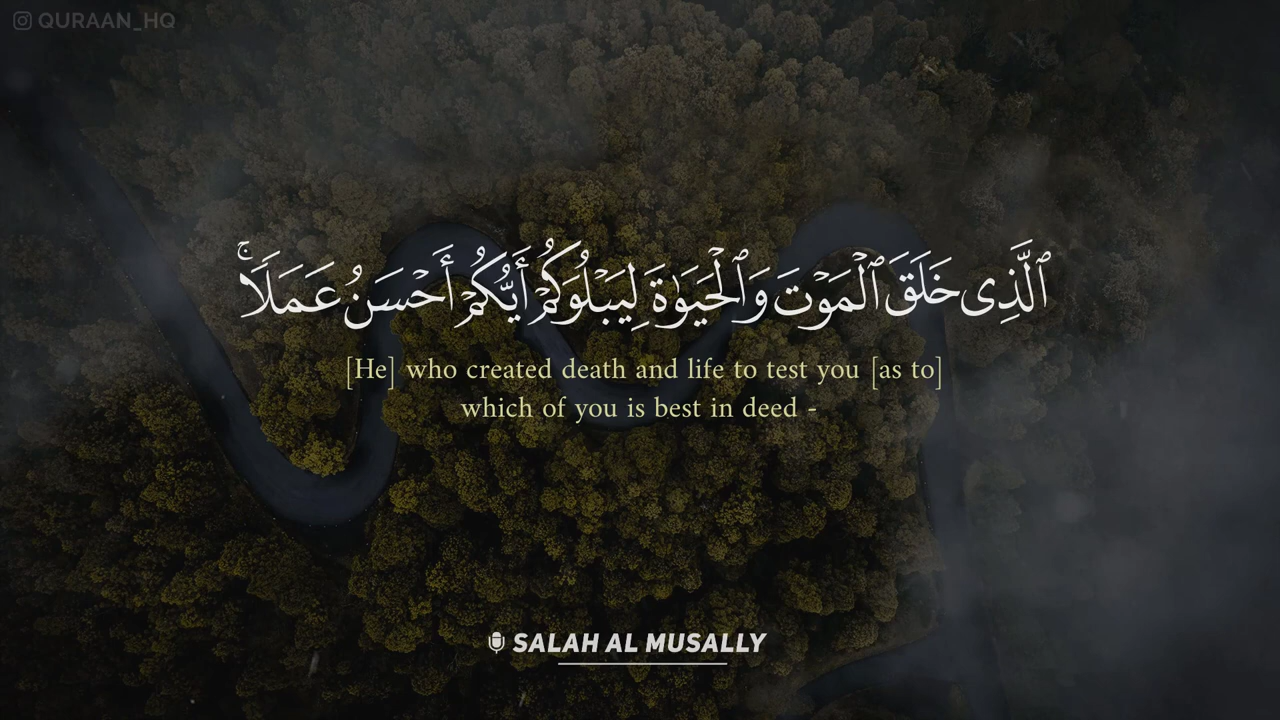 QURAAN_HQ
ٱلَّذِى خَلَقَ ٱلْمَوْتَ وَٱلْحَيَوٰةَ لِيَبْلُوَكُمْ أَيُّكُمْ أَحْسَنُ عَمَلًا ۚ
[He] who created death and life to test you [as to]
which of you is best in deed -
SALAH AL MUSALLY